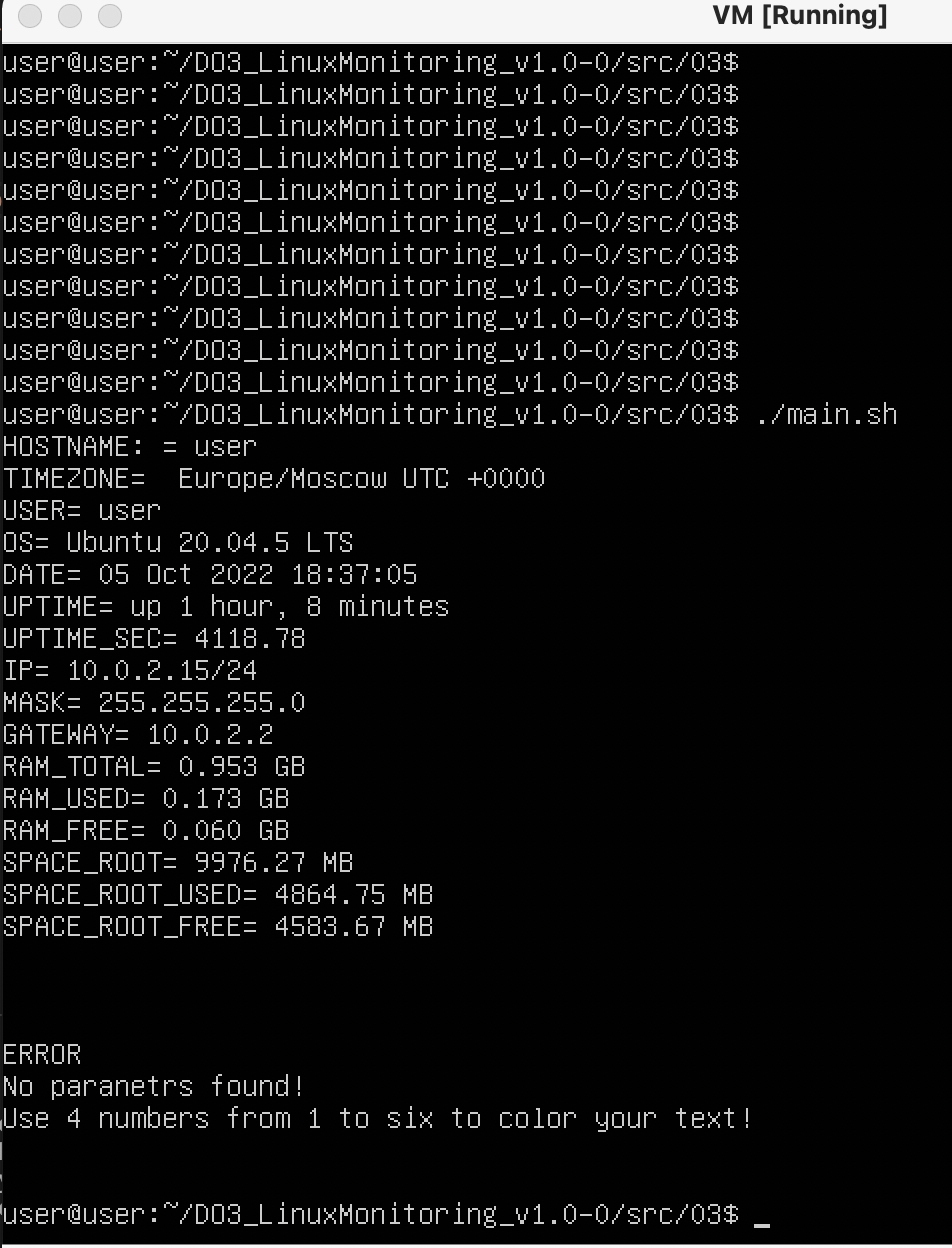 VM [Running]
user@user:~/DO3_LinuxMonitoring_v1.0-0/src/03$
user@user:~/DO3_LinuxMonitoring_v1.0-0/src/03$
user@user:~/DO3_LinuxMonitoring_v1.0-0/src/03$
user@user:~/DO3_LinuxMonitoring_v1.0-0/src/03$
user@user:~/DO3_LinuxMonitoring_v1.0-0/src/03$
user@user:~/DO3_LinuxMonitoring_v1.0-0/src/03$
user@user:~/DO3_LinuxMonitoring_v1.0-0/src/03$
user@user:~/DO3_LinuxMonitoring_v1.0-0/src/03$
user@user:~/DO3_LinuxMonitoring_v1.0-0/src/03$
user@user:~/DO3_LinuxMonitoring_v1.0-0/src/03$
user@user:~/DO3_LinuxMonitoring_v1.0-0/src/03$
user@user:~/DO3_LinuxMonitoring_v1.0-0/src/03$ ./main.sh
HOSTNAME: = user
TIMEZONE=  Europe/Moscow UTC +0000
USER= user
OS= Ubuntu 20.04.5 LTS
DATE= 05 Oct 2022 18:37:05
UPTIME= up 1 hour, 8 minutes
UPTIME_SEC= 4118.78
IP= 10.0.2.15/24
MASK= 255.255.255.0
GATEWAY= 10.0.2.2
RAM_TOTAL= 0.953 GB
RAM_USED= 0.173 GB
RAM_FREE= 0.060 GB
SPACE_ROOT= 9976.27 MB
SPACE_ROOT_USED= 4864.75 MB
SPACE_ROOT_FREE= 4583.67 MB
ERROR
No paranetrs found!
Use 4 numbers from 1 to six to color your text!
user@user:~/DO3_LinuxMonitoring_v1.0-0/src/03$ _